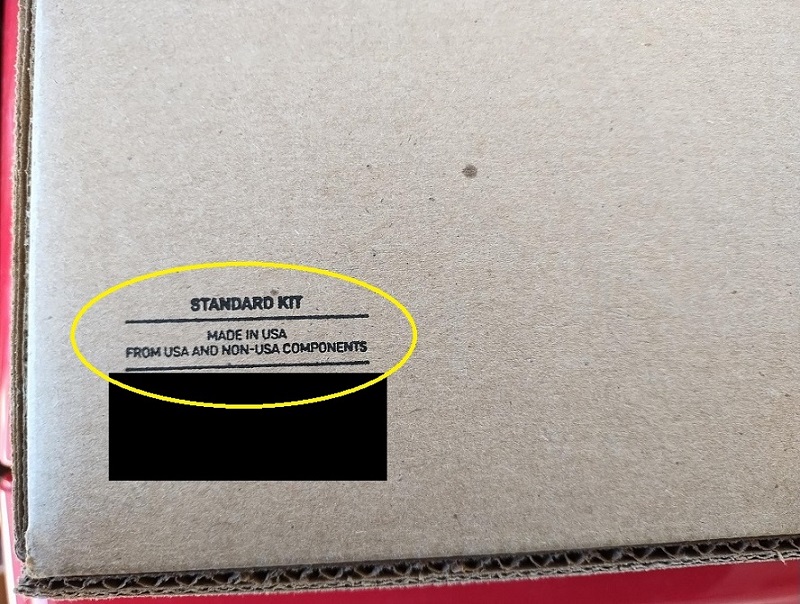 STANDARD KIT
MADE IN USA
FROM USA AND NON-USA COMPONENTS